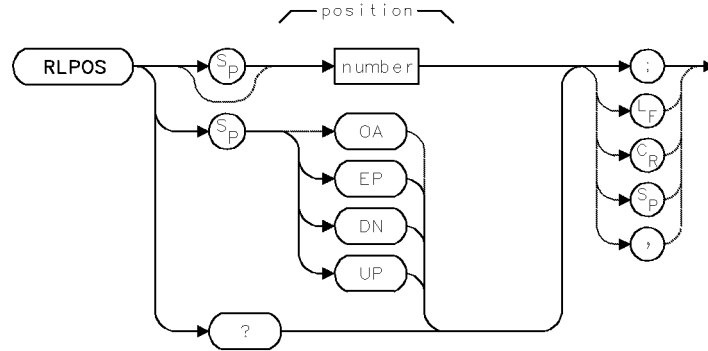 position
RLPOS SP number ;
SP OA LF
EP CR
DN SP
UP ,
?